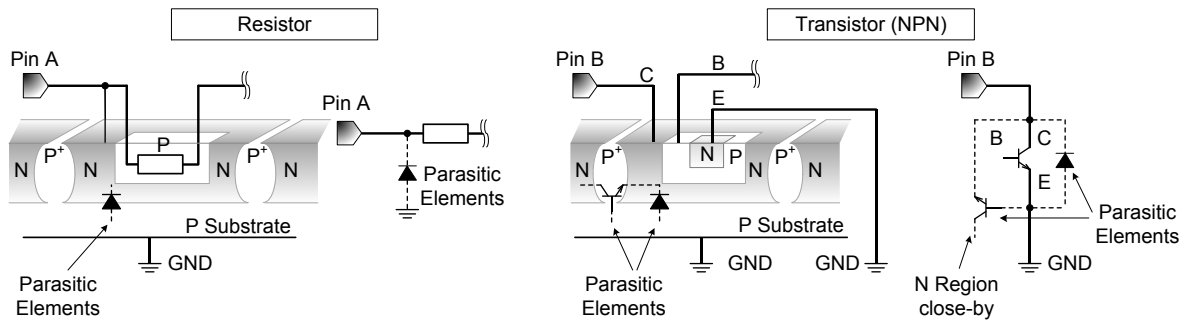 Resistor
Transistor (NPN)
Pin A
Pin A
N
P+
N
P
N
P+
N
Parasitic
Elements
P Substrate
GND
Parasitic
Elements
Pin B
C
B
E
N
P+
N
N
P
N
P+
N
P Substrate
GND
GND
Parasitic
Elements
Pin B
B
C
E
Parasitic
Elements
GND
N Region
close-by